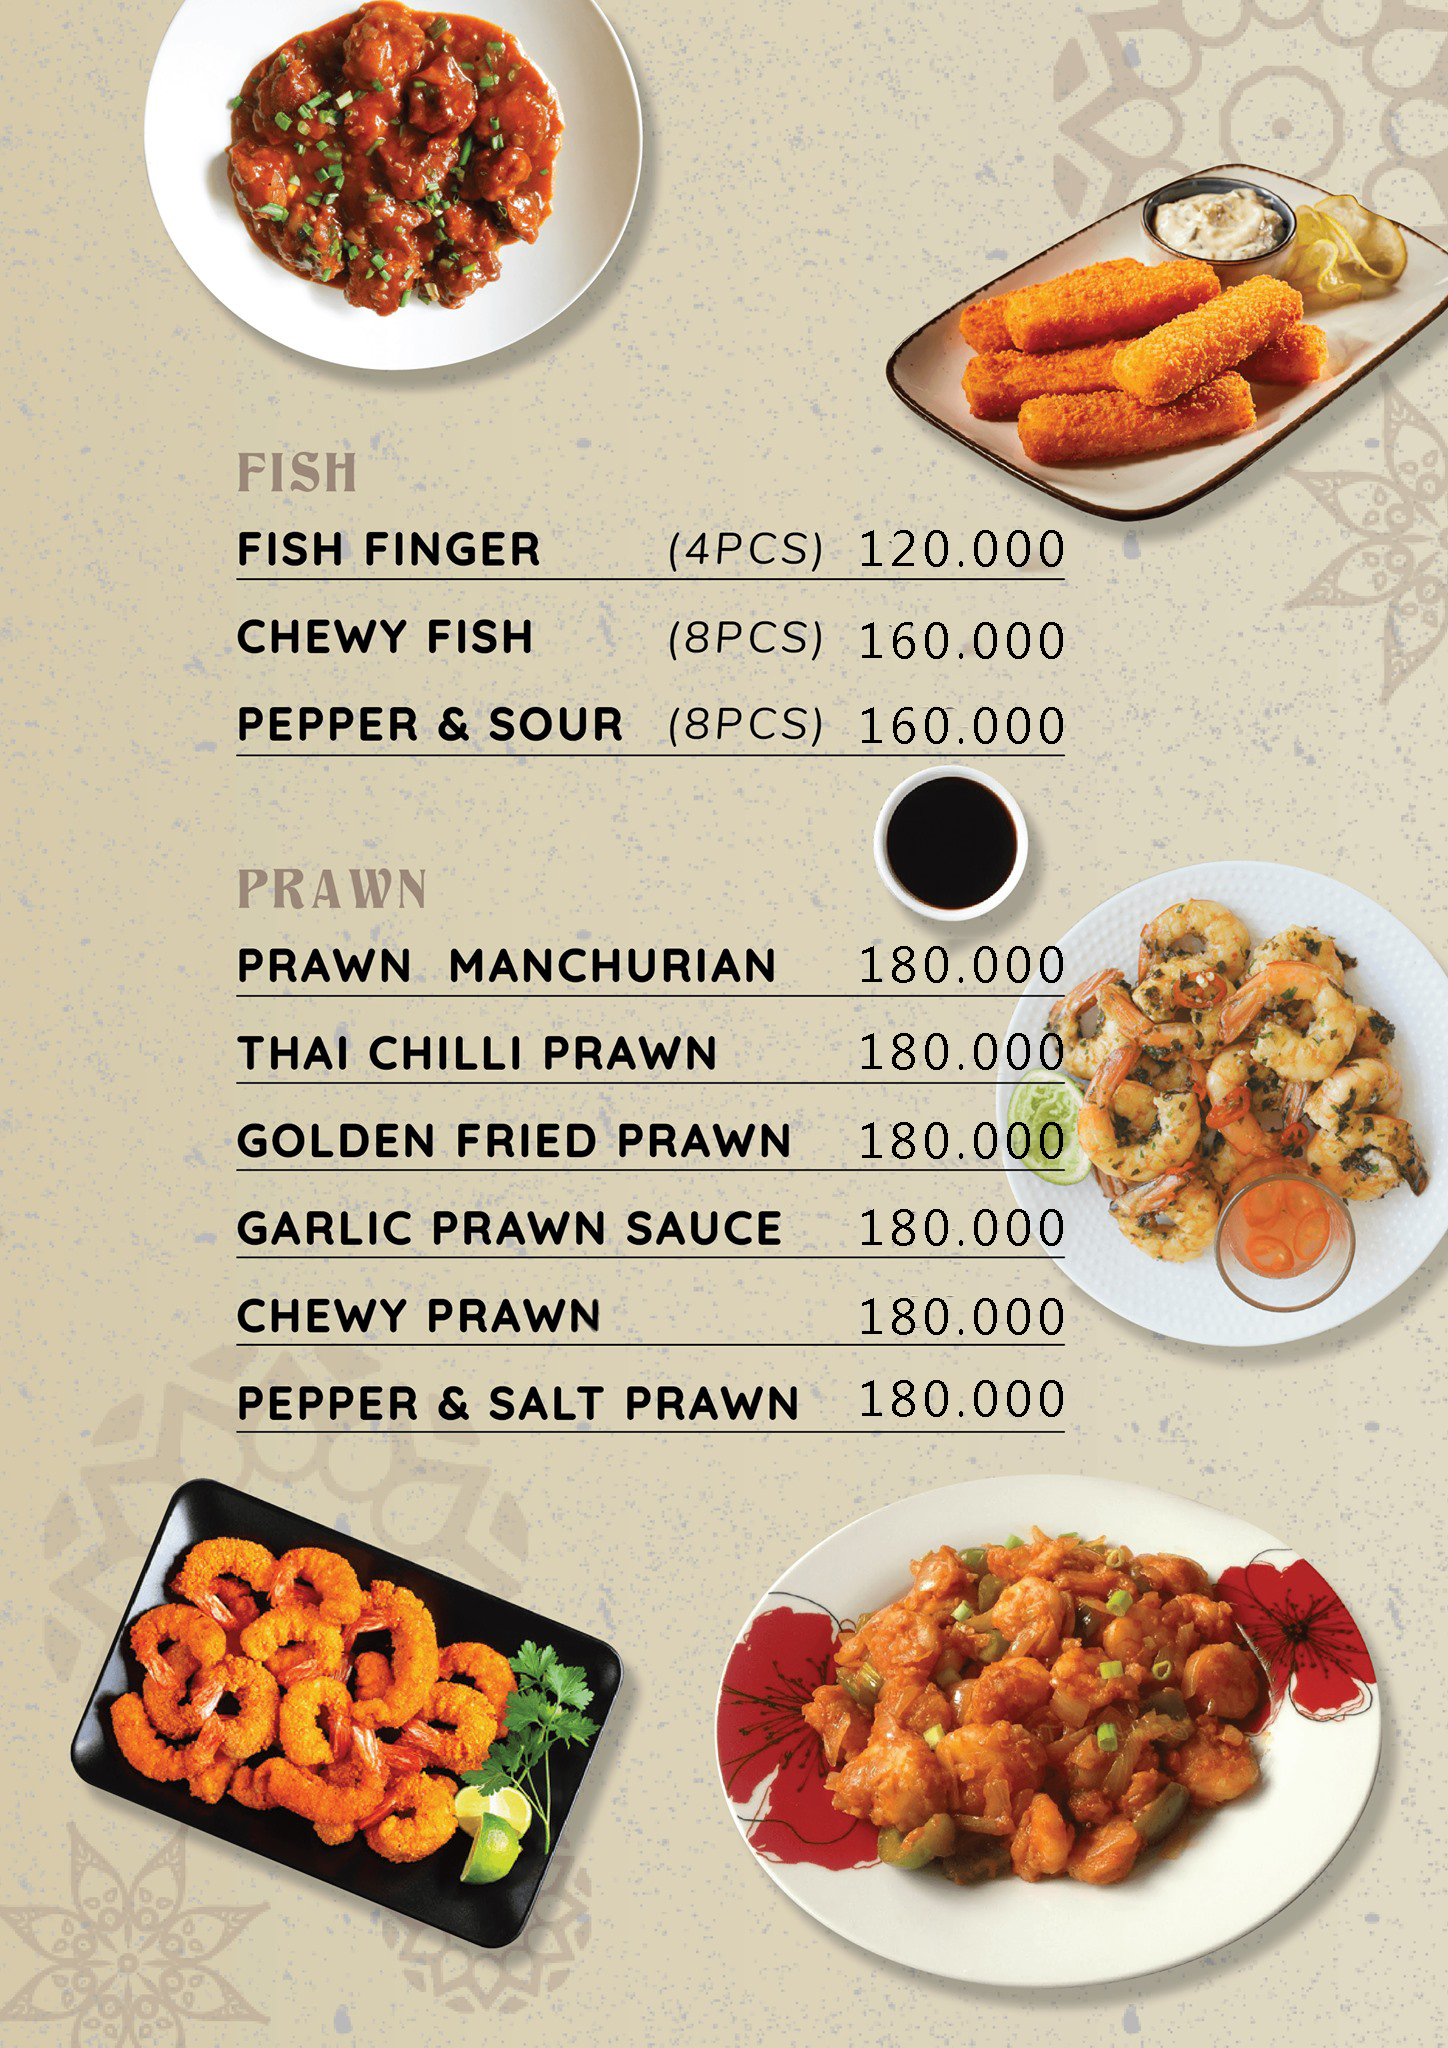 FISH
FISH FINGER (4PCS) 120.000
CHEWY FISH (8PCS) 160.000
PEPPER & SOUR (8PCS) 160.000
PRAWN
PRAWN MANCHURIAN 180.000
THAI CHILLI PRAWN 180.000
GOLDEN FRIED PRAWN 180.000
GARLIC PRAWN SAUCE 180.000
CHEWY PRAWN 180.000
PEPPER & SALT PRAWN 180.000